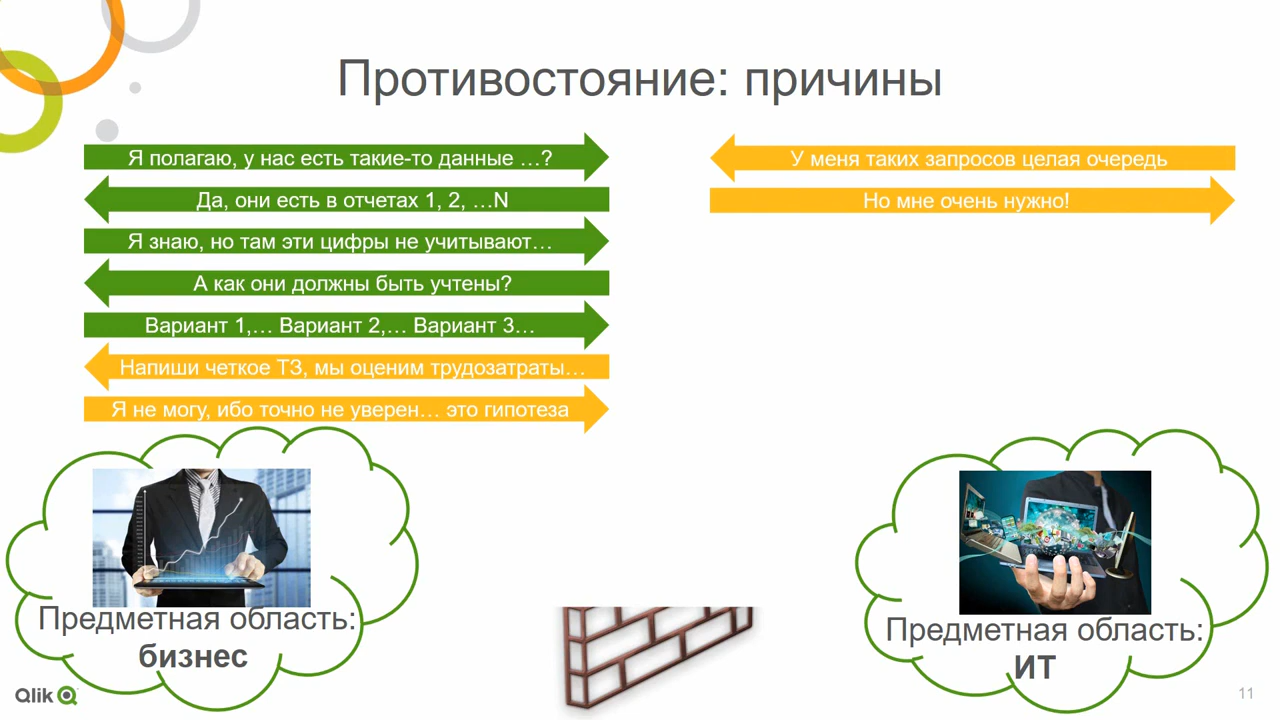 Противостояние: причины
Я полагаю, у нас есть такие-то данные …?
Да, они есть в отчетах 1, 2, …N
Я знаю, но там эти цифры не учитывают…
А как они должны быть учтены?
Вариант 1,… Вариант 2,… Вариант 3…
Напиши четкое ТЗ, мы оценим трудозатраты…
Я не могу, ибо точно не уверен… это гипотеза
У меня таких запросов целая очередь
Но мне очень нужно!
Предметная область:
бизнес
Предметная область:
ИТ
Qlik
11